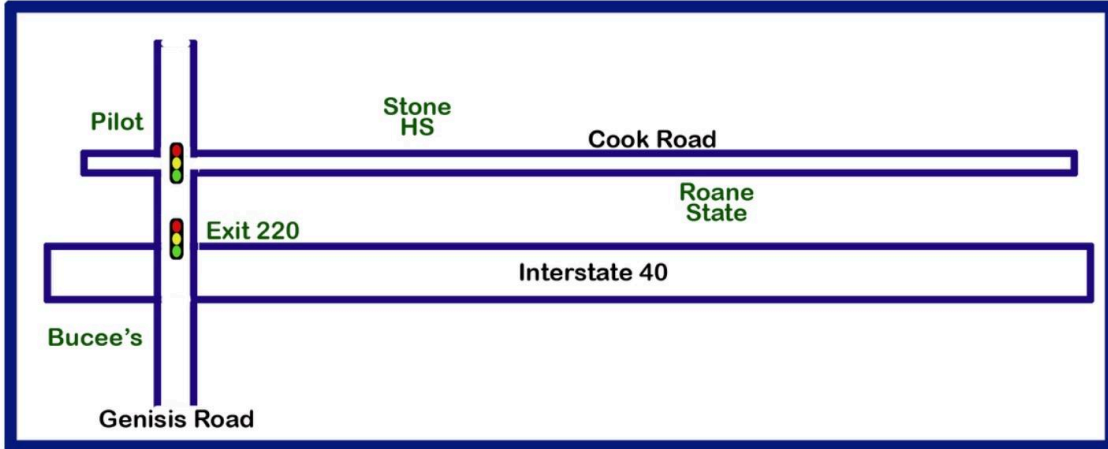 Pilot
Stone
HS
Cook Road
Roane
State
Exit 220
Interstate 40
Bucee's
Genisis Road